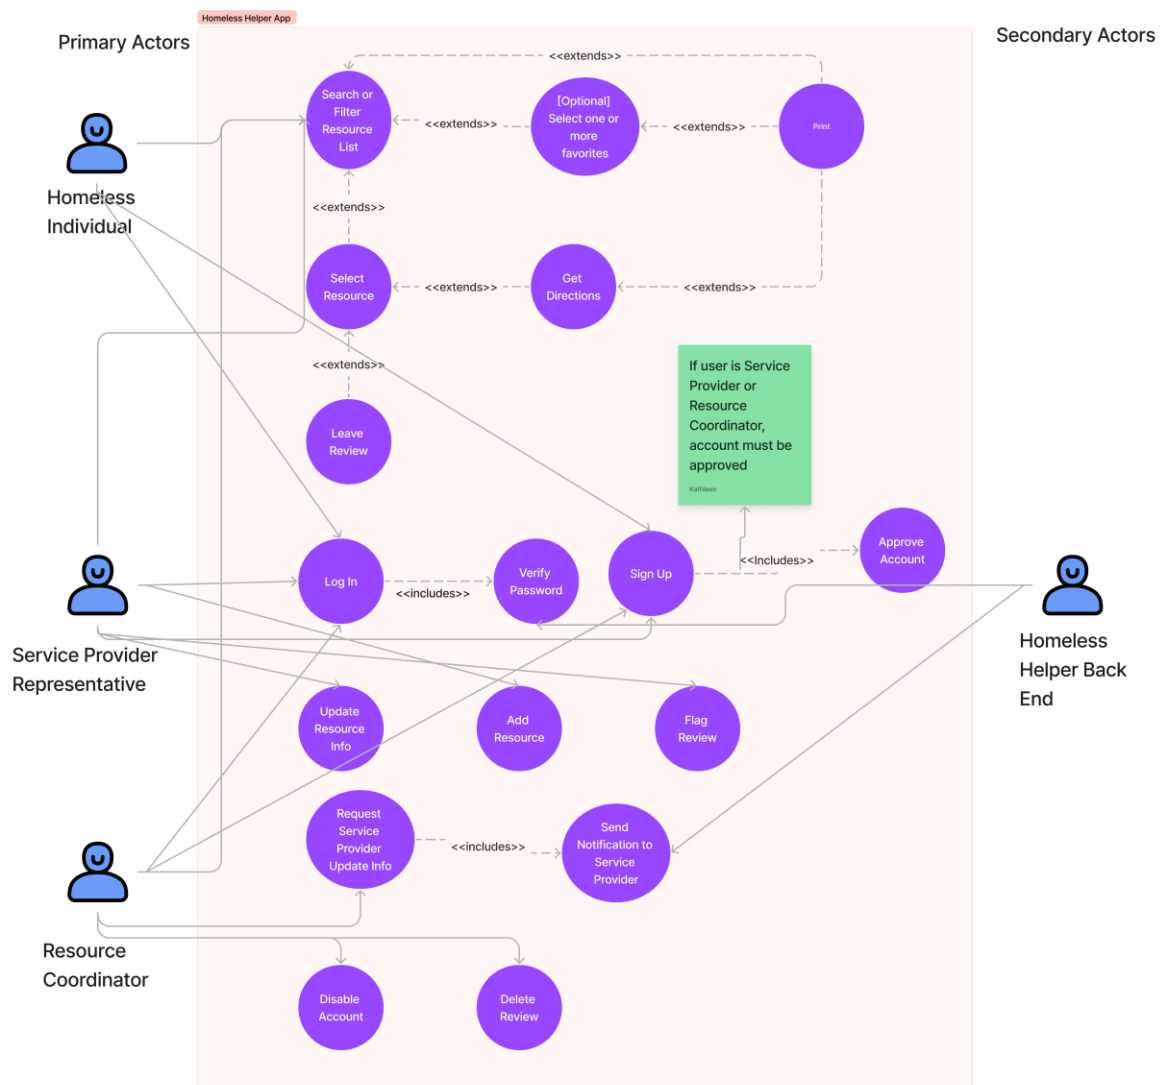 Homeless Helper App
Primary Actors
Secondary Actors
<<extends>>
Search or
Filter
Resource
List
<<extends>>
[Optional]
Select one or
more
favorites
<<extends>>
Print
Homeless
Individual
<<extends>>
Select
Resource
<<extends>>
Get
Directions
<<extends>>
<<extends>>
If user is Service
Provider or
Resource
Coordinator,
account must be
approved
Kathleen
Leave
Review
Log In
<<includes>>
Verify
Password
Sign Up
<<Includes>>
Approve
Account
Service Provider
Representative
Homeless
Helper Back
End
Update
Resource
Info
Add
Resource
Flag
Review
Request
Service
Provider
Update Info
<<includes>>
Send
Notification to
Service
Provider
Resource
Coordinator
Disable
Account
Delete
Review